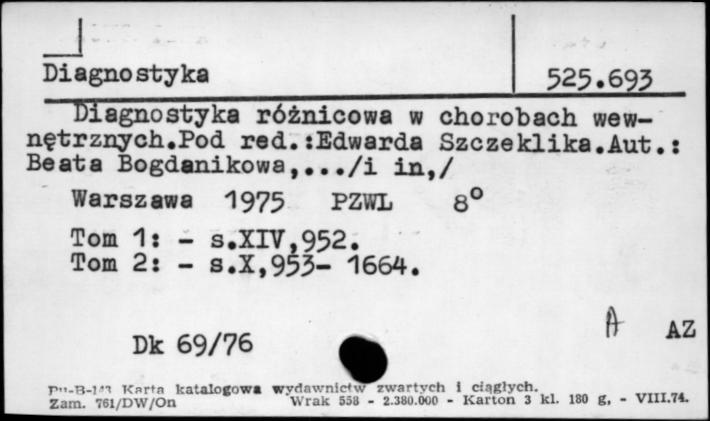 Diagnostyka 525.693
Diagnostyka różnicowa w chorobach wew-
nętrznych.Pod red.:Edwarda Szczeklika.Aut.:
Beata Bogdanikowa,.../i in,/
Warszawa 1975 PZWL 8°
Tom 1: - s.XIV,952.
Tom 2: - s.X,953- 1664.
A AZ
Dk 69/76
Pu-B-143 Karta katalogowa wydawnictw zwartych i ciągłych.
Zam. 761/DW/On Wrak 558 - 2.380.000 - Karton 3 kl. 180 g, - VIII.74.